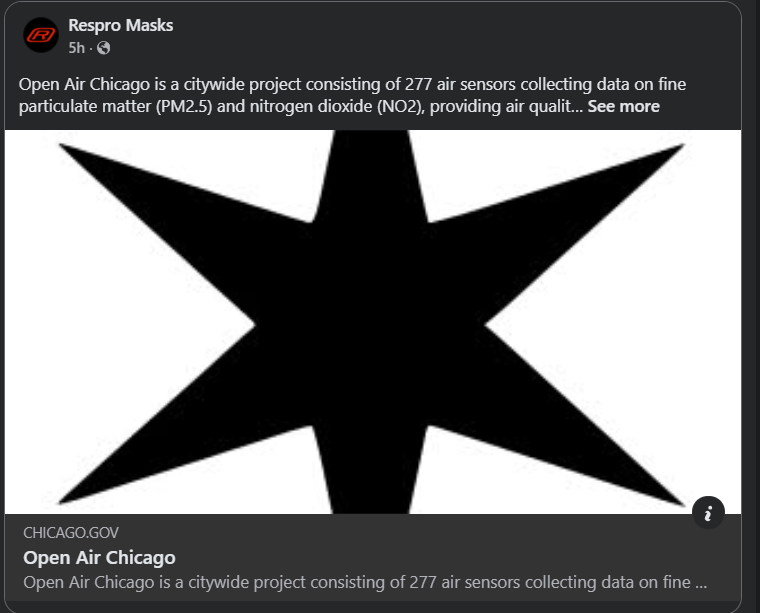 Respro Masks
5h ·
Open Air Chicago is a citywide project consisting of 277 air sensors collecting data on fine
particulate matter (PM2.5) and nitrogen dioxide (NO2), providing air qualit... See more
i
CHICAGO.GOV
Open Air Chicago
Open Air Chicago is a citywide project consisting of 277 air sensors collecting data on fine ...